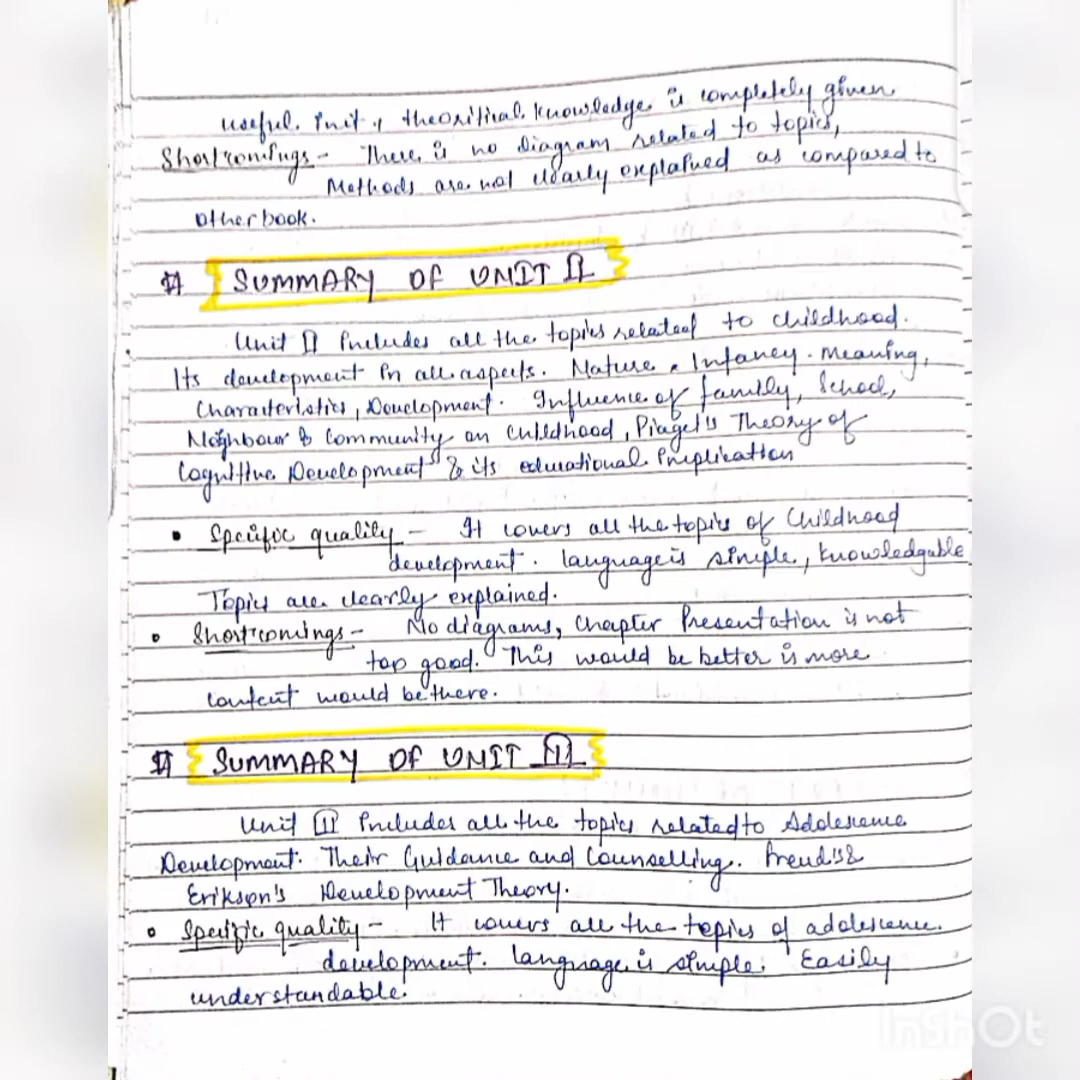 useful. Init, theoritical knowledge is completely given
Shortcomings - There is no diagram related to topics,
Methods are not clearly explained as compared to
other book.
# SUMMARY OF UNIT II
Unit II Includes all the topics related to childhood.
Its development in all aspects. Nature, Infancy. Meaning,
Characteristics, Development. Influence of family, School,
Neighbour & Community on Childhood, Piaget's Theory of
Cognitive Development & its educational Implication
• Specific quality - It covers all the topics of Childhood
development. language is simple, knowledgable
Topics are clearly explained.
• Shortcomings - No diagrams, Chapter Presentation is not
top good. This would be better is more
content would be there.
# SUMMARY OF UNIT III
Unit III Includes all the topics related to Adolescence
Development. Their Guidance and Counselling. Freud's &
Erikson's Development Theory.
• Specific quality - It covers all the topics of adolescence.
development. language is simple. Easily
understandable.
InShOt